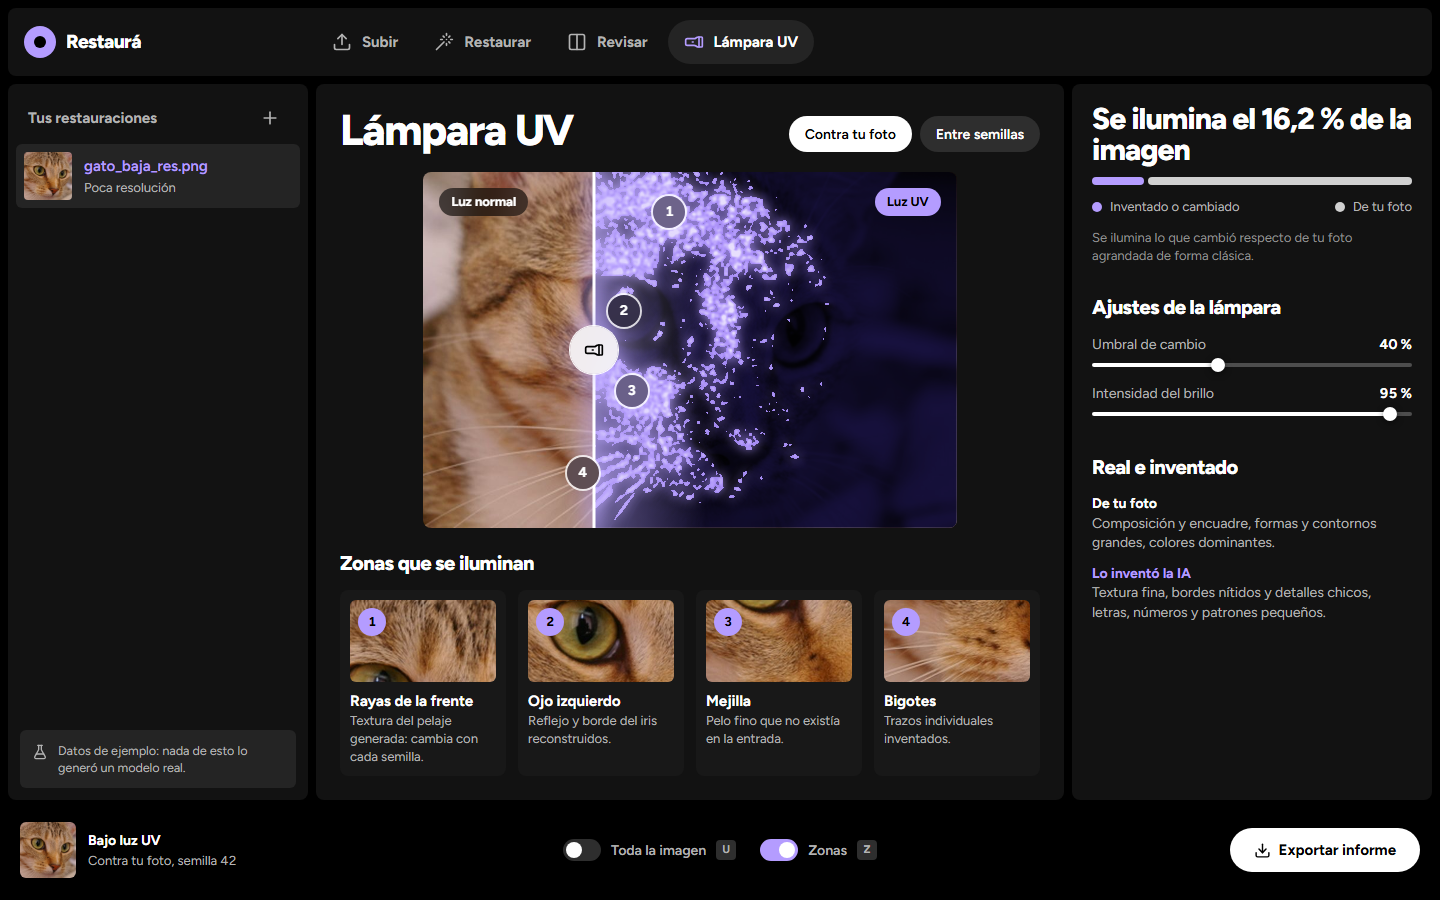 Restaurá
Subir
Restaurar
Revisar
Lámpara UV
Tus restauraciones
gato_baja_res.png
Poca resolución
Datos de ejemplo: nada de esto lo
generó un modelo real.
Lámpara UV
Contra tu foto
Entre semillas
Luz normal
Luz UV
1
2
3
4
Zonas que se iluminan
1
Rayas de la frente
Textura del pelaje
generada: cambia con
cada semilla.
2
Ojo izquierdo
Reflejo y borde del iris
reconstruidos.
3
Mejilla
Pelo fino que no existía
en la entrada.
4
Bigotes
Trazos individuales
inventados.
Se ilumina el 16,2 % de la
imagen
Inventado o cambiado
De tu foto
Se ilumina lo que cambió respecto de tu foto
agrandada de forma clásica.
Ajustes de la lámpara
Umbral de cambio 40 %
Intensidad del brillo 95 %
Real e inventado
De tu foto
Composición y encuadre, formas y contornos
grandes, colores dominantes.
Lo inventó la IA
Textura fina, bordes nítidos y detalles chicos,
letras, números y patrones pequeños.
Bajo luz UV
Contra tu foto, semilla 42
Toda la imagen U
Zonas Z
Exportar informe